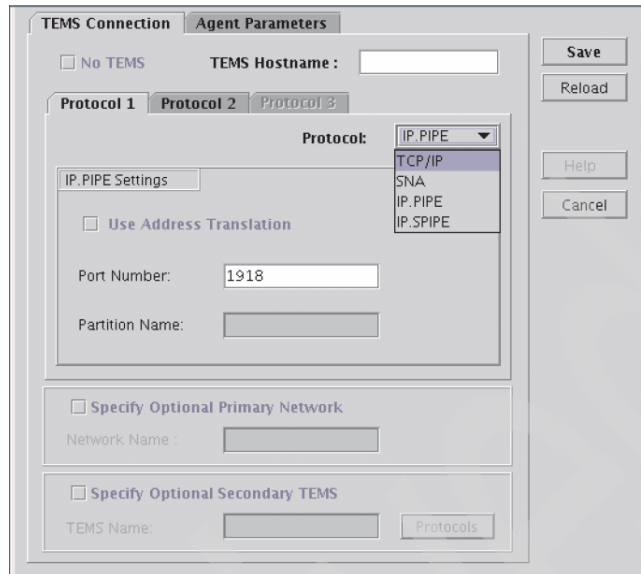 TEMS Connection Agent Parameters
No TEMS TEMS Hostname :
Save
Reload
Protocol 1 Protocol 2 Protocol 3
Protocol: IP.PIPE
TCP/IP
SNA
IP.PIPE
IP.SPIPE
Help
Cancel
IP.PIPE Settings
Use Address Translation
Port Number: 1918
Partition Name:
Specify Optional Primary Network
Network Name :
Specify Optional Secondary TEMS
TEMS Name: Protocols